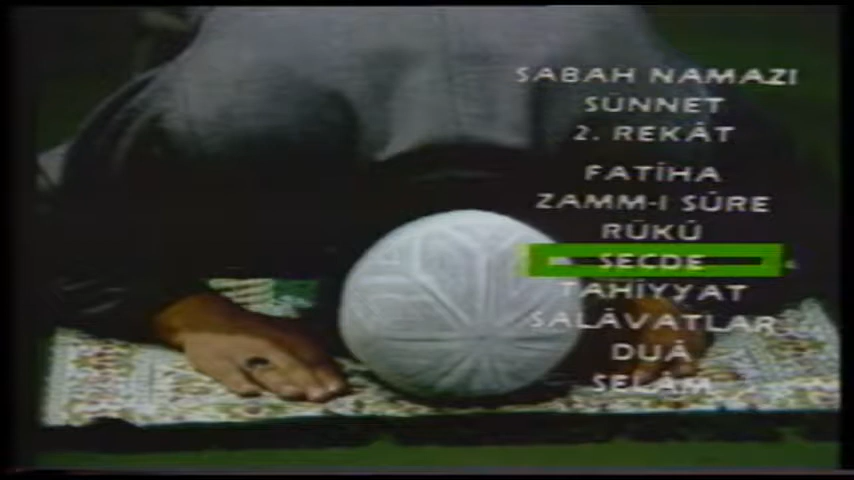 SABAH NAMAZI
SÜNNET
2. REKÂT
FATİHA
ZAMM-I SÛRE
RÜKÛ
SECDE
TAHİYYAT
SALÂVATLAR
DUÂ
SELÂM